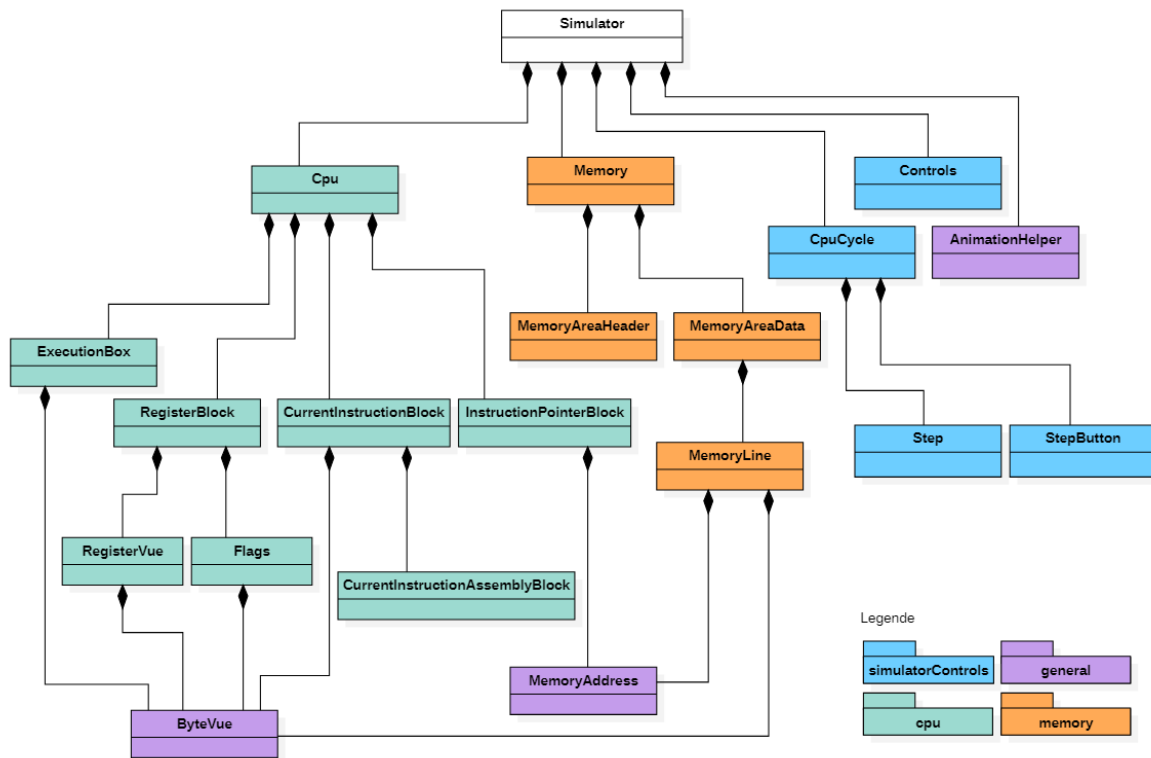 Simulator
Cpu
Memory
Controls
CpuCycle
AnimationHelper
MemoryAreaHeader
MemoryAreaData
ExecutionBox
RegisterBlock
CurrentInstructionBlock
InstructionPointerBlock
Step
StepButton
MemoryLine
RegisterVue
Flags
CurrentInstructionAssemblyBlock
Legende
simulatorControls
general
MemoryAddress
ByteVue
cpu
memory